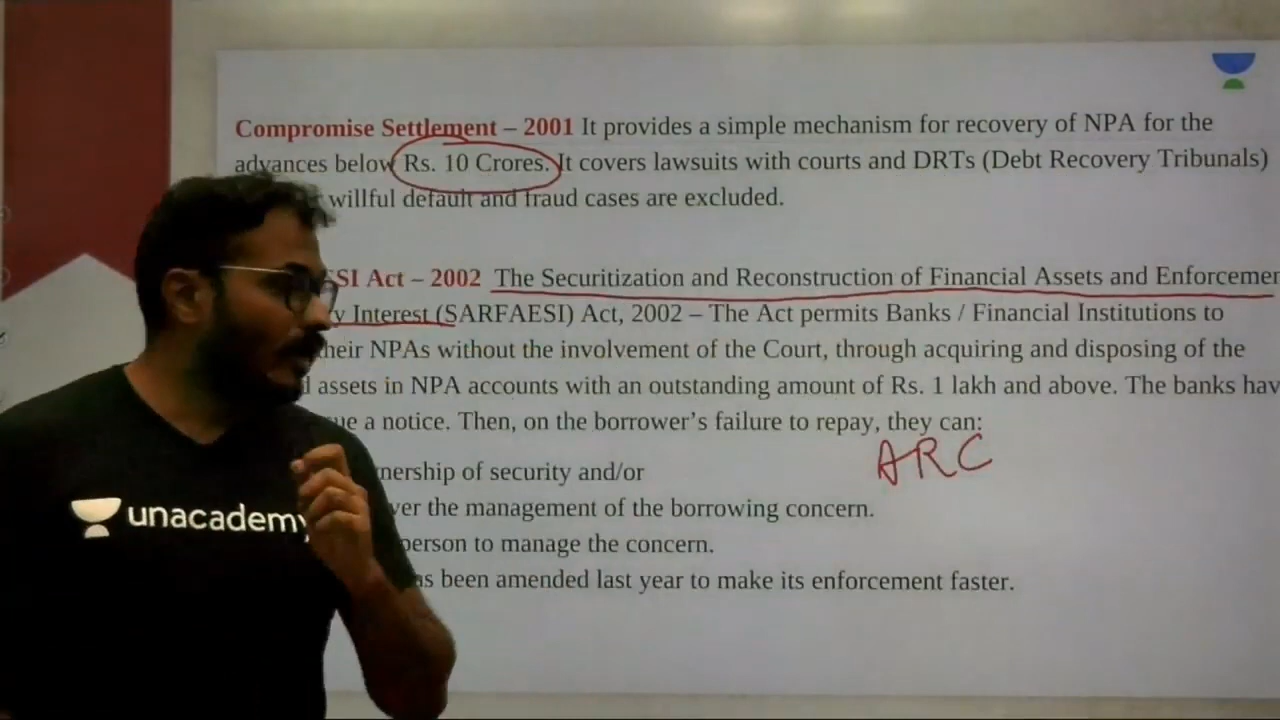 Compromise Settlement – 2001 It provides a simple mechanism for recovery of NPA for the
advances below Rs. 10 Crores. It covers lawsuits with courts and DRTs (Debt Recovery Tribunals)
willful default and fraud cases are excluded.
SI Act – 2002 The Securitization and Reconstruction of Financial Assets and Enforcemen
y Interest (SARFAESI) Act, 2002 – The Act permits Banks / Financial Institutions to
heir NPAs without the involvement of the Court, through acquiring and disposing of the
assets in NPA accounts with an outstanding amount of Rs. 1 lakh and above. The banks hav
ue a notice. Then, on the borrower’s failure to repay, they can:
ARC
nership of security and/or
ver the management of the borrowing concern.
person to manage the concern.
as been amended last year to make its enforcement faster.
unacademy